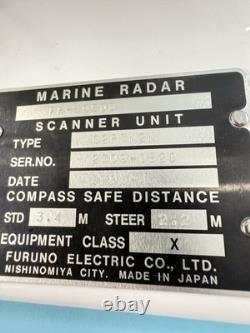 MARINE RADAR
SCANNER UNIT
TYPE
SER.NO.
DATE
COMPASS SAFE DISTANCE
STD 3.4 M STEER 2.2 M
EQUIPMENT CLASS X
FURUNO ELECTRIC CO., LTD.
NISHINOMIYA CITY. MADE IN JAPAN